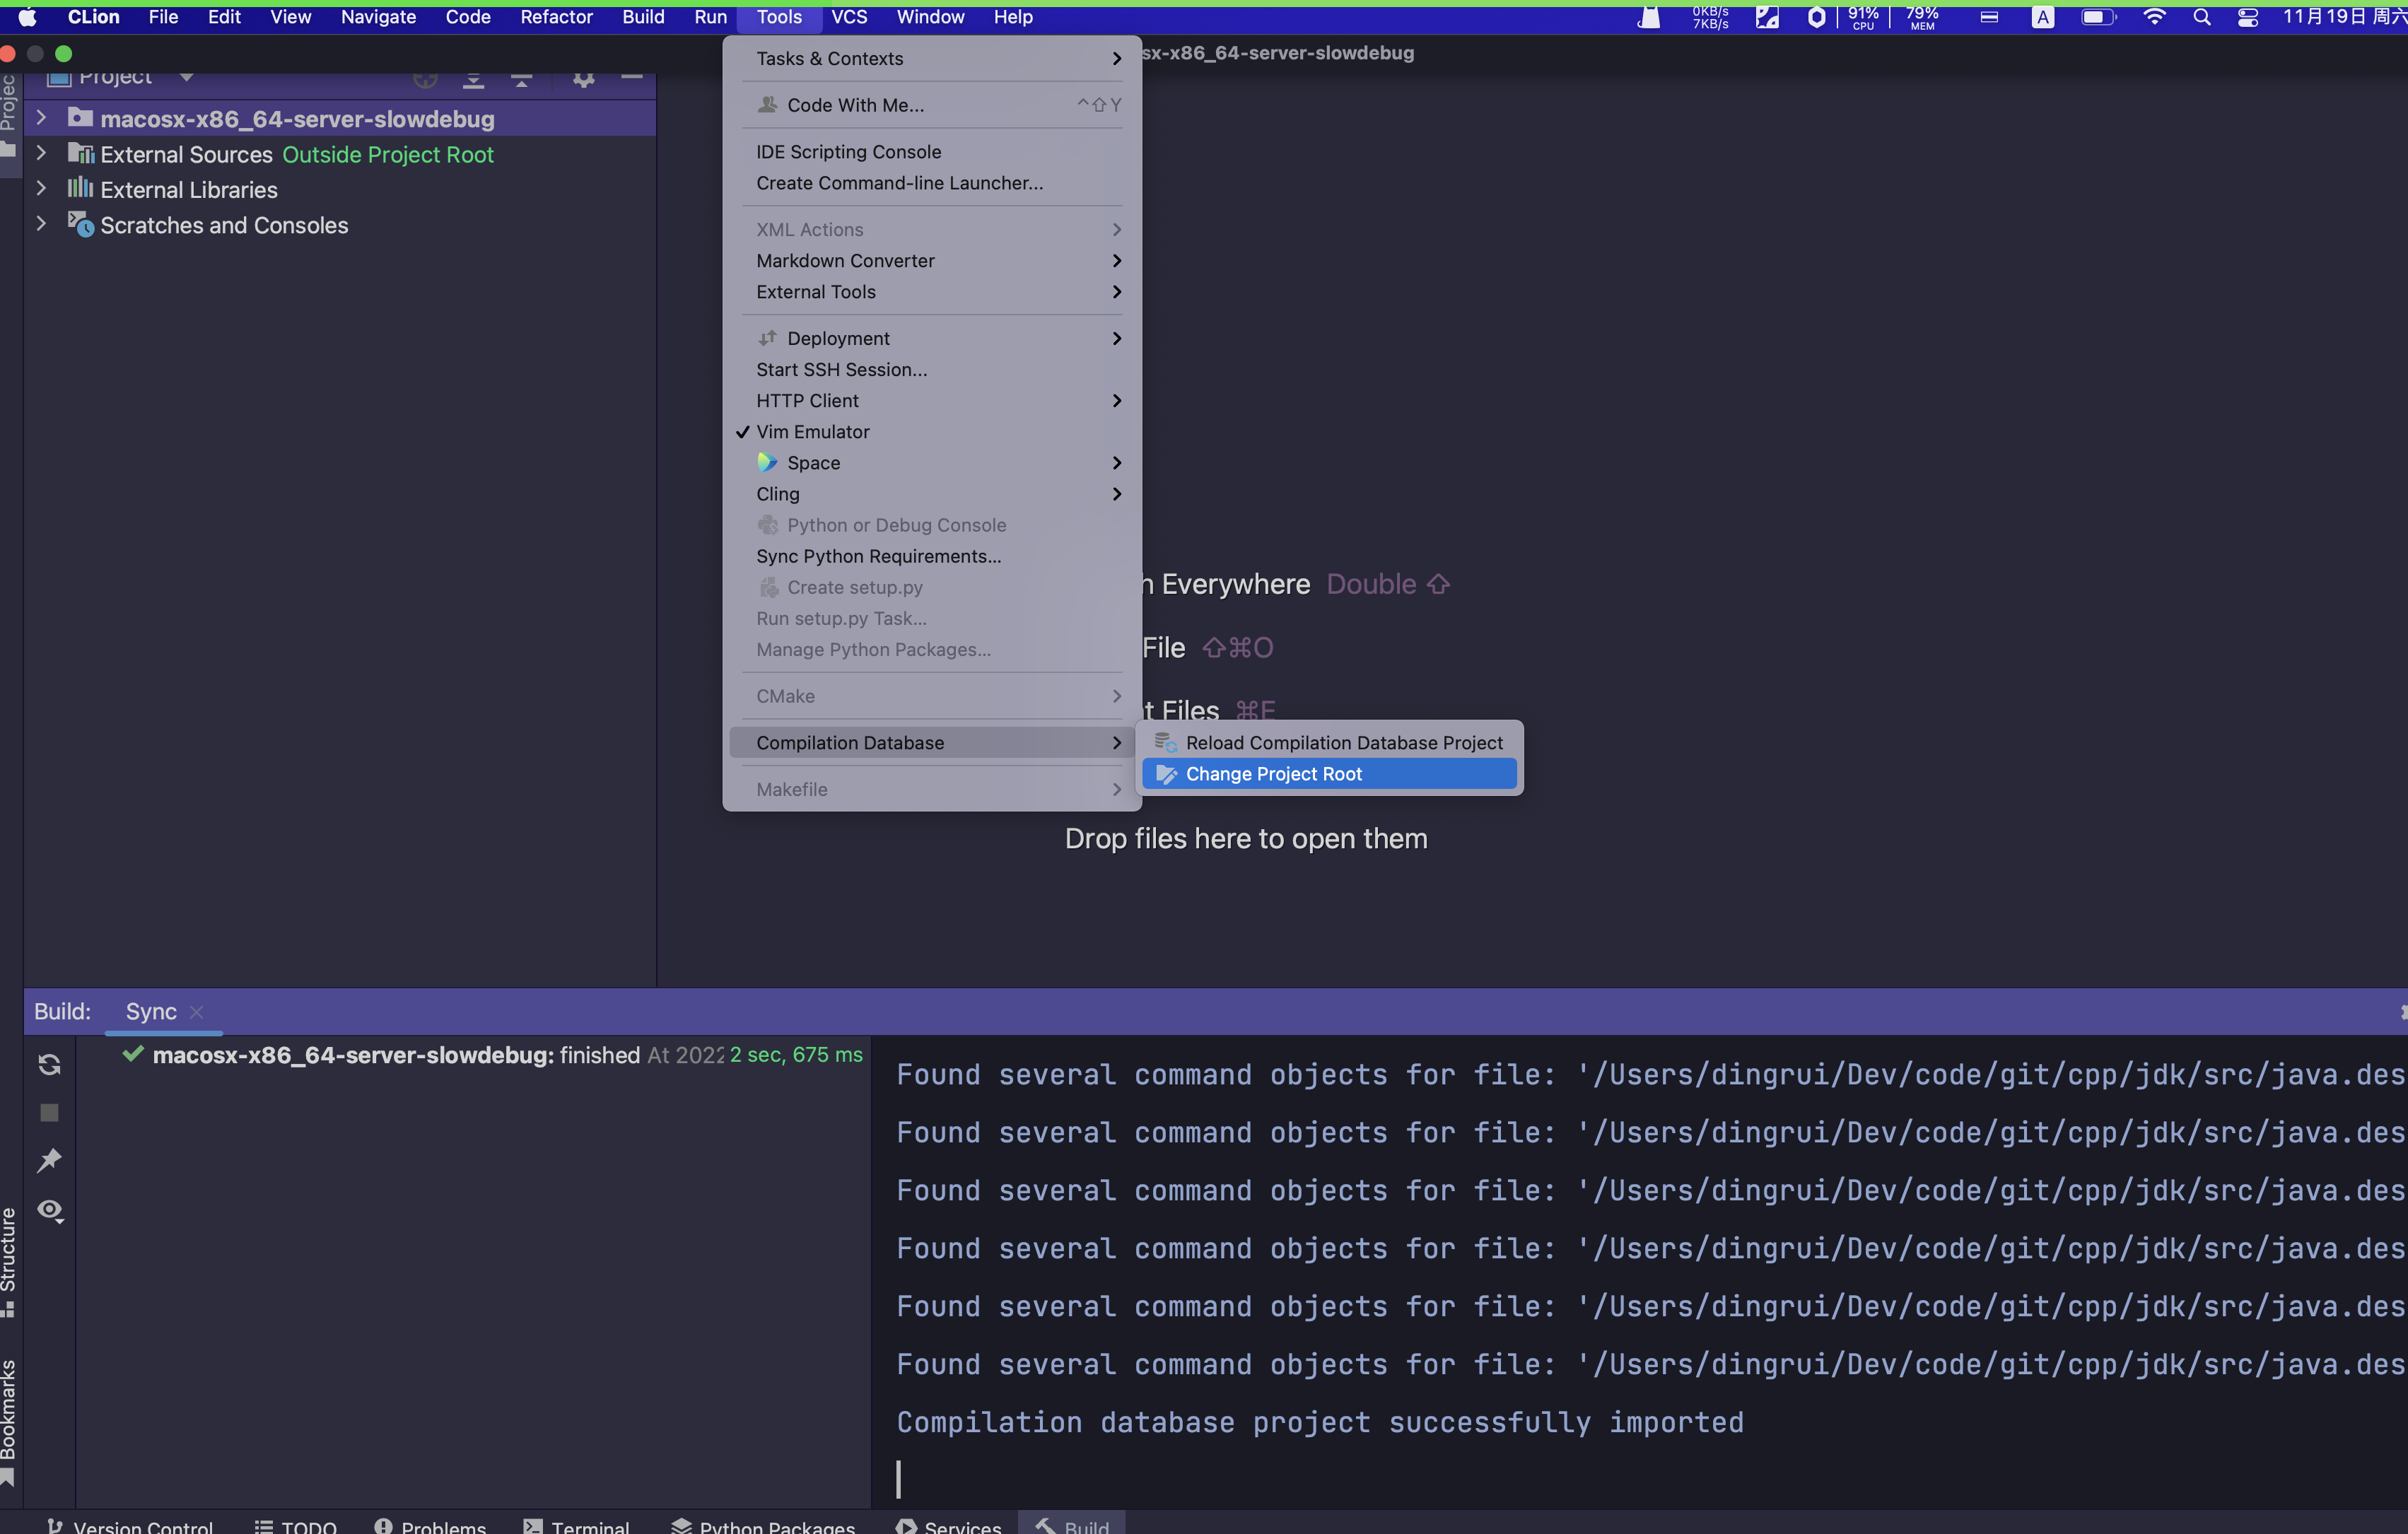 CLion File Edit View Navigate Code Refactor Build Run Tools VCS Window Help
0KB/s
7KB/s
91%
CPU
79%
MEM
A
11月19日 周六
sx-x86_64-server-slowdebug
Project
Project
macosx-x86_64-server-slowdebug
External Sources Outside Project Root
External Libraries
Scratches and Consoles
Tasks & Contexts
Code With Me... ^⇧Y
IDE Scripting Console
Create Command-line Launcher...
XML Actions
Markdown Converter
External Tools
Deployment
Start SSH Session...
HTTP Client
✓ Vim Emulator
Space
Cling
Python or Debug Console
Sync Python Requirements...
Create setup.py
Run setup.py Task...
Manage Python Packages...
CMake
Compilation Database
Makefile
Reload Compilation Database Project
Change Project Root
h Everywhere Double ⇧
File ⇧⌘O
t Files ⌘E
Drop files here to open them
Build: Sync
macosx-x86_64-server-slowdebug: finished At 2022 2 sec, 675 ms
Found several command objects for file: '/Users/dingrui/Dev/code/git/cpp/jdk/src/java.des
Found several command objects for file: '/Users/dingrui/Dev/code/git/cpp/jdk/src/java.des
Found several command objects for file: '/Users/dingrui/Dev/code/git/cpp/jdk/src/java.des
Found several command objects for file: '/Users/dingrui/Dev/code/git/cpp/jdk/src/java.des
Found several command objects for file: '/Users/dingrui/Dev/code/git/cpp/jdk/src/java.des
Found several command objects for file: '/Users/dingrui/Dev/code/git/cpp/jdk/src/java.des
Compilation database project successfully imported
Structure
Bookmarks
Version Control TODO Problems Terminal Python Packages Services Build